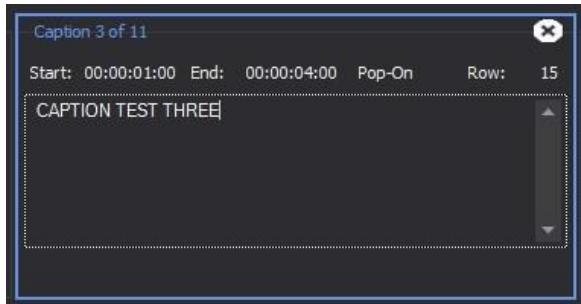 Caption 3 of 11
Start: 00:00:01:00 End: 00:00:04:00 Pop-On Row: 15
CAPTION TEST THREE